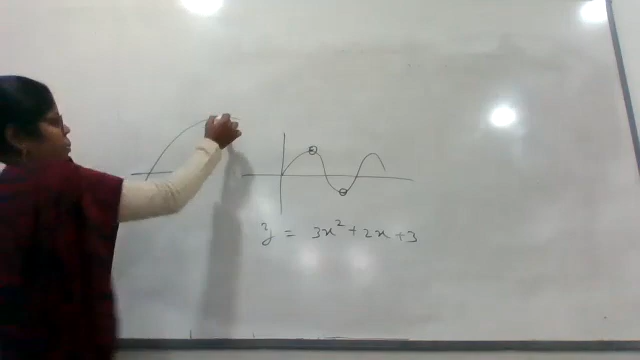 y = 3x² + 2x + 3